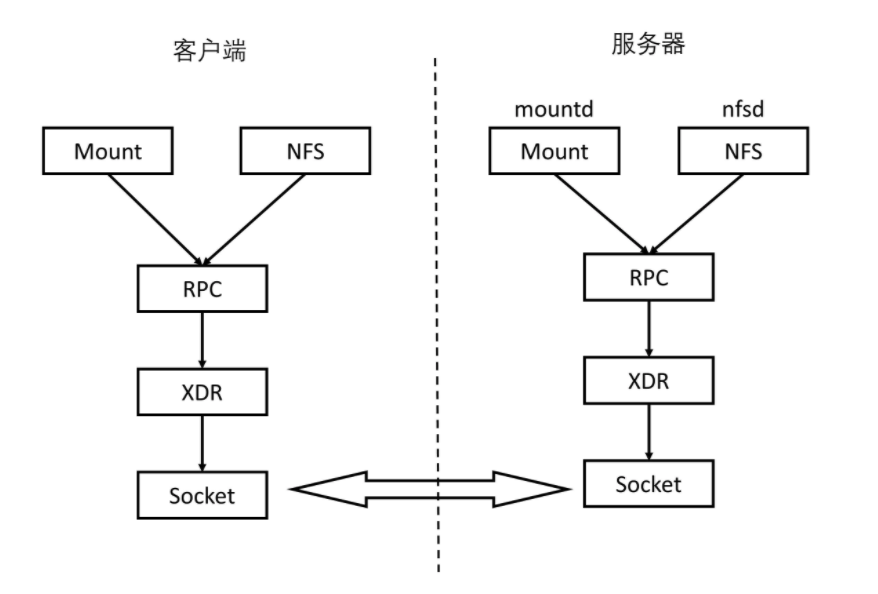 客户端
服务器
mountd
nfsd
Mount
NFS
Mount
NFS
RPC
RPC
XDR
XDR
Socket
Socket